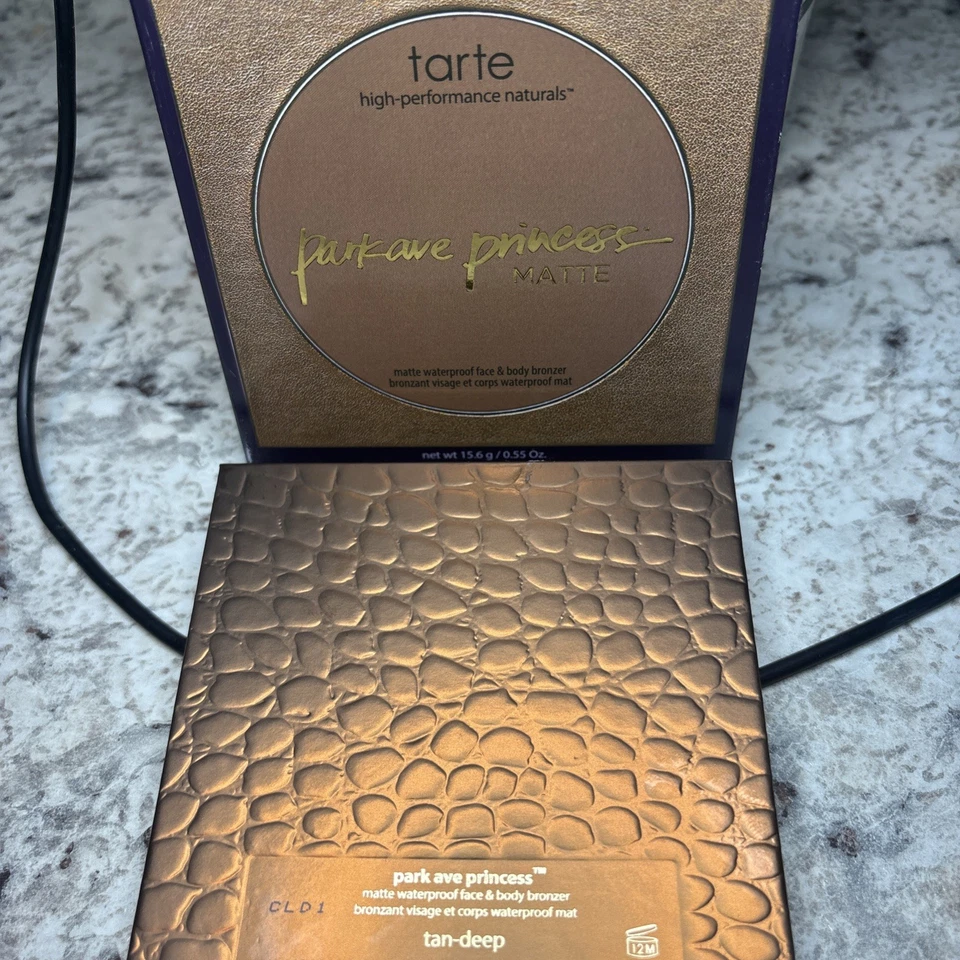 tarte
high-performance naturals™
park ave princess
MATTE
matte waterproof face & body bronzer
bronzant visage et corps waterproof mat
net wt 15.6 g / 0.55 Oz.
park ave princess™
matte waterproof face & body bronzer
CLD1
bronzant visage et corps waterproof mat
tan-deep
12M